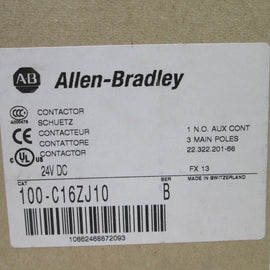 AB Allen-Bradley
CONTACTOR
SCHUETZ
CONTACTEUR
CONTATTORE
CONTACTOR
24V DC
1 N.O. AUX CONT
3 MAIN POLES
22.322.201-66
FX 13
MADE IN SWITZERLAND
CAT
100-C16ZJ10
SER
B
10662468872093